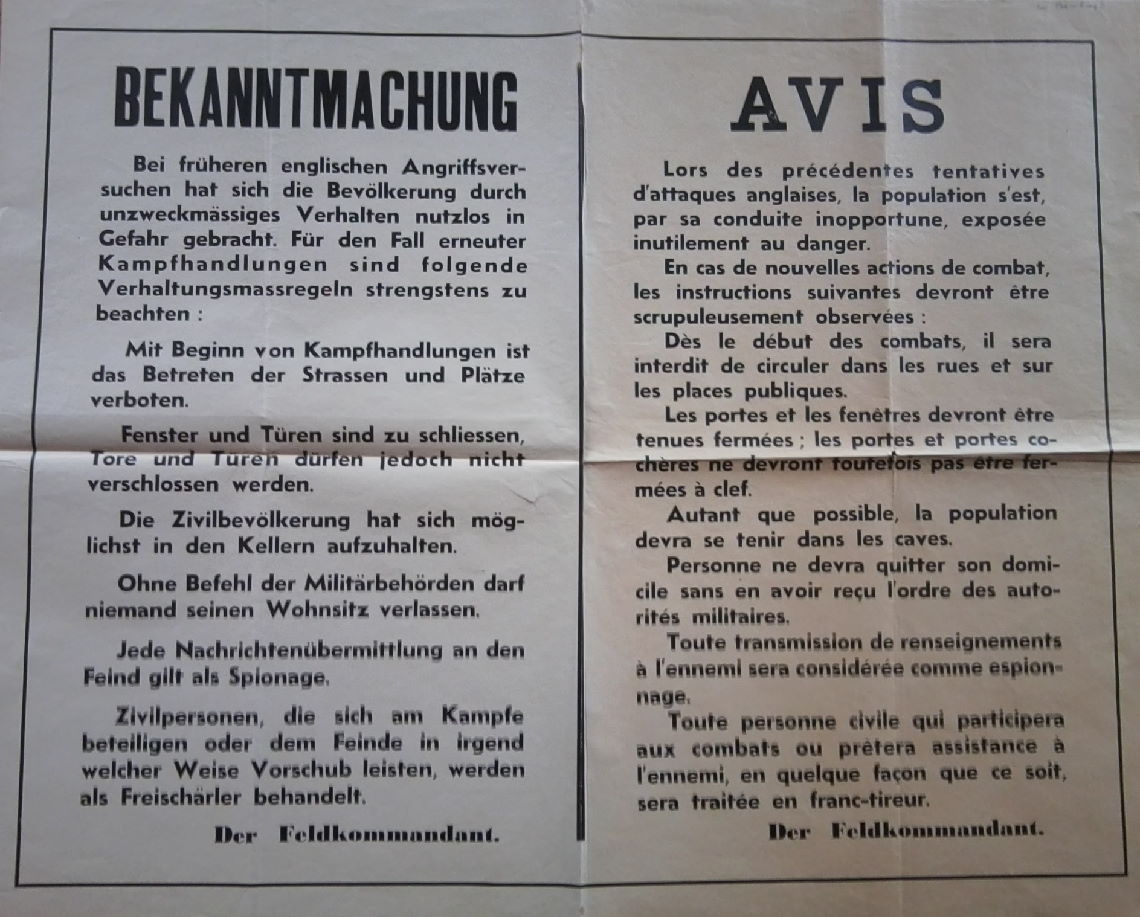 BEKANNTMACHUNG
Bei früheren englischen Angriffsver-
suchen hat sich die Bevölkerung durch
unzweckmässiges Verhalten nutzlos in
Gefahr gebracht. Für den Fall erneuter
Kampfhandlungen sind folgende
Verhaltungsmassregeln strengstens zu
beachten :
Mit Beginn von Kampfhandlungen ist
das Betreten der Strassen und Plätze
verboten.
Fenster und Türen sind zu schliessen,
Tore und Türen dürfen jedoch nicht
verschlossen werden.
Die Zivilbevölkerung hat sich mög-
lichst in den Kellern aufzuhalten.
Ohne Befehl der Militärbehörden darf
niemand seinen Wohnsitz verlassen.
Jede Nachrichtenübermittlung an den
Feind gilt als Spionage.
Zivilpersonen, die sich am Kampfe
beteiligen oder dem Feinde in irgend
welcher Weise Vorschub leisten, werden
als Freischärler behandelt.
Der Feldkommandant.
AVIS
Lors des précédentes tentatives
d'attaques anglaises, la population s'est,
par sa conduite inopportune, exposée
inutilement au danger.
En cas de nouvelles actions de combat,
les instructions suivantes devront être
scrupuleusement observées :
Dès le début des combats, il sera
interdit de circuler dans les rues et sur
les places publiques.
Les portes et les fenêtres devront être
tenues fermées ; les portes et portes co-
chères ne devront toutefois pas être fer-
mées à clef.
Autant que possible, la population
devra se tenir dans les caves.
Personne ne devra quitter son domi-
cile sans en avoir reçu l'ordre des auto-
rités militaires.
Toute transmission de renseignements
à l'ennemi sera considérée comme espion-
nage.
Toute personne civile qui participera
aux combats ou prêtera assistance à
l'ennemi, en quelque façon que ce soit,
sera traitée en franc-tireur.
Der Feldkommandant.